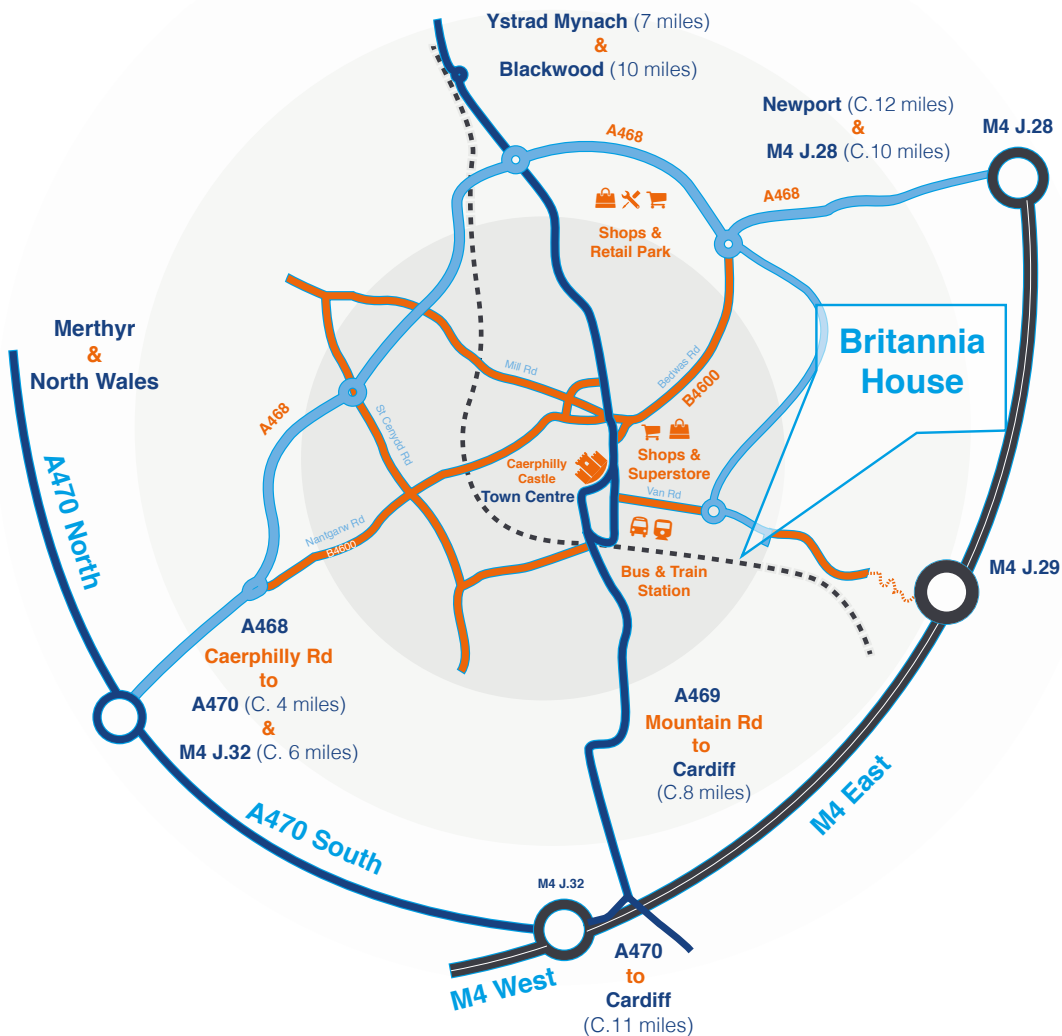 Ystrad Mynach (7 miles)
&
Blackwood (10 miles)
Newport (C.12 miles)
&
M4 J.28 (C.10 miles)
M4 J.28
A468
A468
Shops &
Retail Park
Merthyr
&
North Wales
Britannia
House
Mill Rd
Bedwas Rd
B4600
A468
St Cenydd Rd
Shops &
Superstore
Caerphilly
Castle
Town Centre
Van Rd
A470 North
Nantgarw Rd
B4600
Bus & Train
Station
M4 J.29
A468
Caerphilly Rd
to
A470 (C. 4 miles)
&
M4 J.32 (C. 6 miles)
A469
Mountain Rd
to
Cardiff
(C.8 miles)
M4 East
A470 South
M4 J.32
M4 West
A470
to
Cardiff
(C.11 miles)